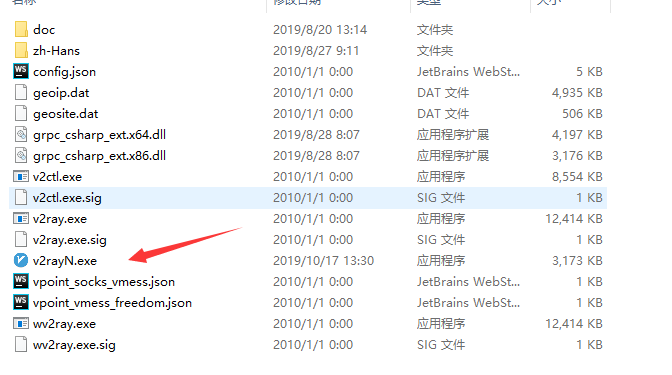 名称 修改日期 类型 大小
doc 2019/8/20 13:14 文件夹
zh-Hans 2019/8/27 9:11 文件夹
config.json 2010/1/1 0:00 JetBrains WebSt... 5 KB
geoip.dat 2010/1/1 0:00 DAT 文件 4,935 KB
geosite.dat 2010/1/1 0:00 DAT 文件 506 KB
grpc_csharp_ext.x64.dll 2019/8/28 8:07 应用程序扩展 4,197 KB
grpc_csharp_ext.x86.dll 2019/8/28 8:07 应用程序扩展 3,176 KB
v2ctl.exe 2010/1/1 0:00 应用程序 8,554 KB
v2ctl.exe.sig 2010/1/1 0:00 SIG 文件 1 KB
v2ray.exe 2010/1/1 0:00 应用程序 12,414 KB
v2ray.exe.sig 2010/1/1 0:00 SIG 文件 1 KB
v2rayN.exe 2019/10/17 13:30 应用程序 3,173 KB
vpoint_socks_vmess.json 2010/1/1 0:00 JetBrains WebSt... 1 KB
vpoint_vmess_freedom.json 2010/1/1 0:00 JetBrains WebSt... 1 KB
wv2ray.exe 2010/1/1 0:00 应用程序 12,414 KB
wv2ray.exe.sig 2010/1/1 0:00 SIG 文件 1 KB